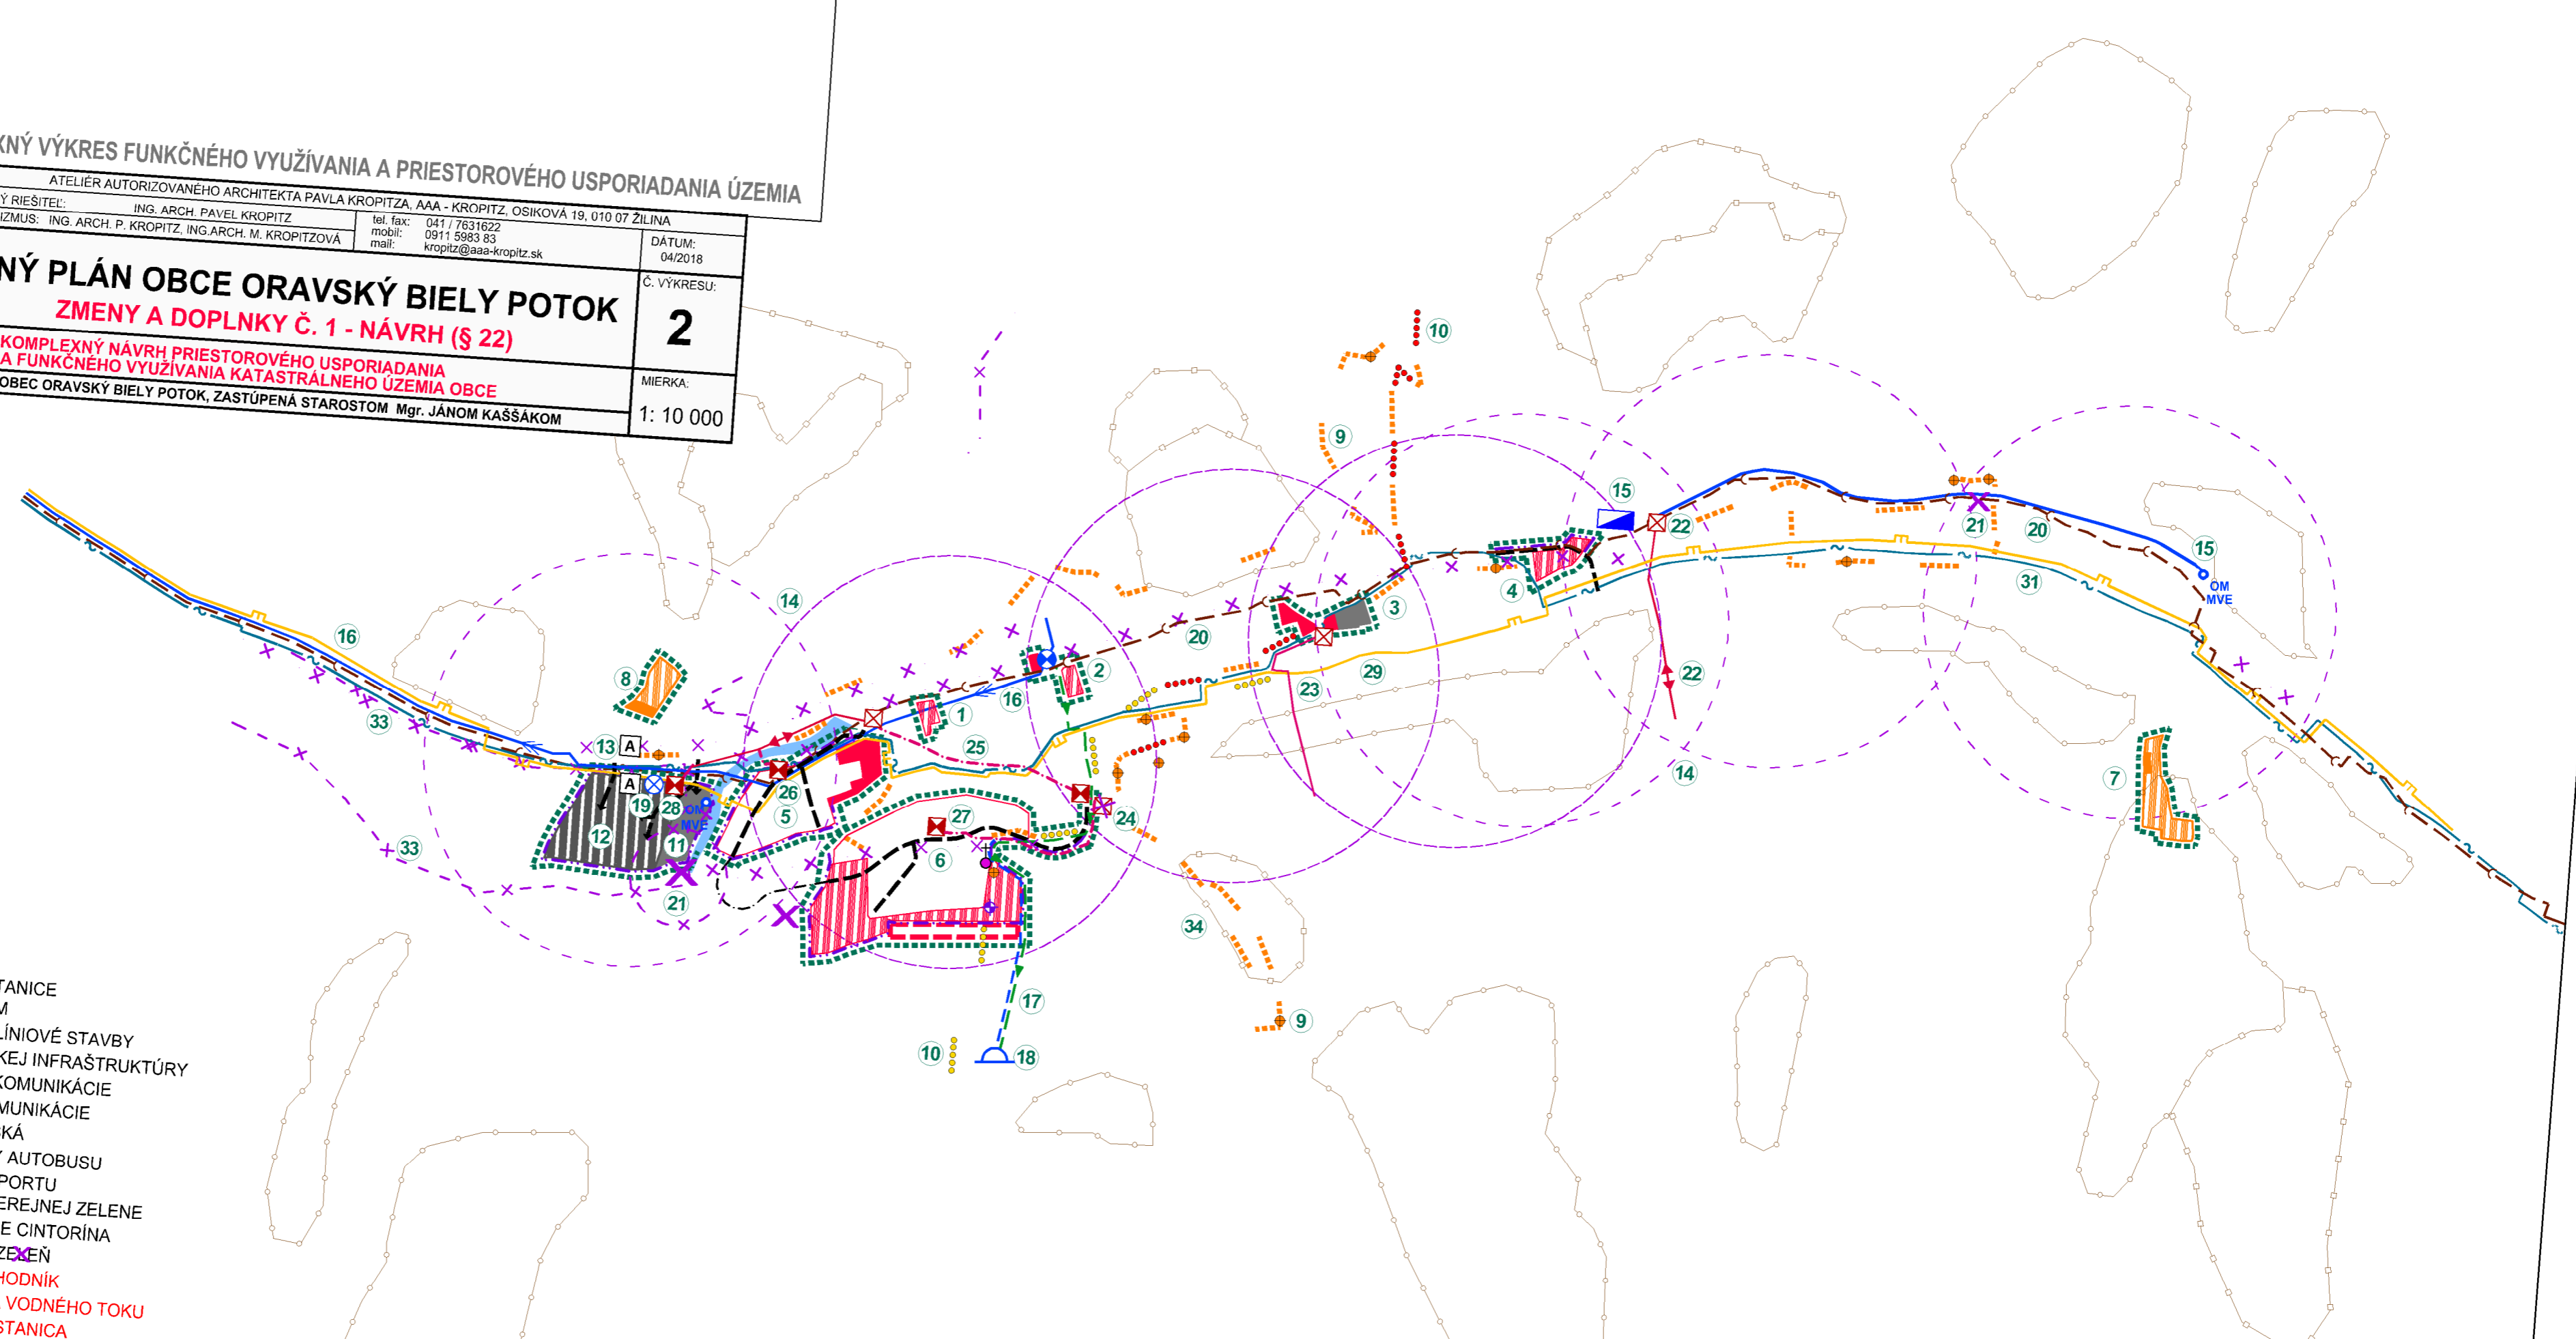 VÝKRES FUNKČNÉHO VYUŽÍVANIA A PRIESTOROVÉHO USPORIADANIA ÚZEMIA
ATELIÉR AUTORIZOVANÉHO ARCHITEKTA PAVLA KROPITZA, AAA - KROPITZ, OSIKOVÁ 19, 010 07 ŽILINA
RIEŠITEĽ: ING. ARCH. PAVEL KROPITZ
ING. ARCH. P. KROPITZ, ING.ARCH. M. KROPITZOVÁ
tel. fax: 041 / 7631622
mobil: 0911 5983 83
mail: kropitz@aaa-kropitz.sk
DÁTUM:
04/2018
NÝ PLÁN OBCE ORAVSKÝ BIELY POTOK
ZMENY A DOPLNKY Č. 1 - NÁVRH (§ 22)
Č. VÝKRESU:
2
KOMPLEXNÝ NÁVRH PRIESTOROVÉHO USPORIADANIA
A FUNKČNÉHO VYUŽÍVANIA KATASTRÁLNEHO ÚZEMIA OBCE
OBEC ORAVSKÝ BIELY POTOK, ZASTÚPENÁ STAROSTOM Mgr. JÁNOM KAŠŠÁKOM
MIERKA:
1: 10 000
10
9
15
22
21
20
15
OM
MVE
31
14
16
8
33
13
A
A
19
28
OM
MVE
12
11
26
5
1
16
25
2
20
3
4
23
29
22
14
7
33
21
27
6
24
34
17
18
10
9
TANICE
M
LÍNIOVÉ STAVBY
KEJ INFRAŠTRUKTÚRY
KOMUNIKÁCIE
MUNIKÁCIE
SKÁ
Y AUTOBUSU
PORTU
EREJNEJ ZELENE
E CINTORÍNA
ZELEŇ
HODNÍK
VODNÉHO TOKU
STANICA